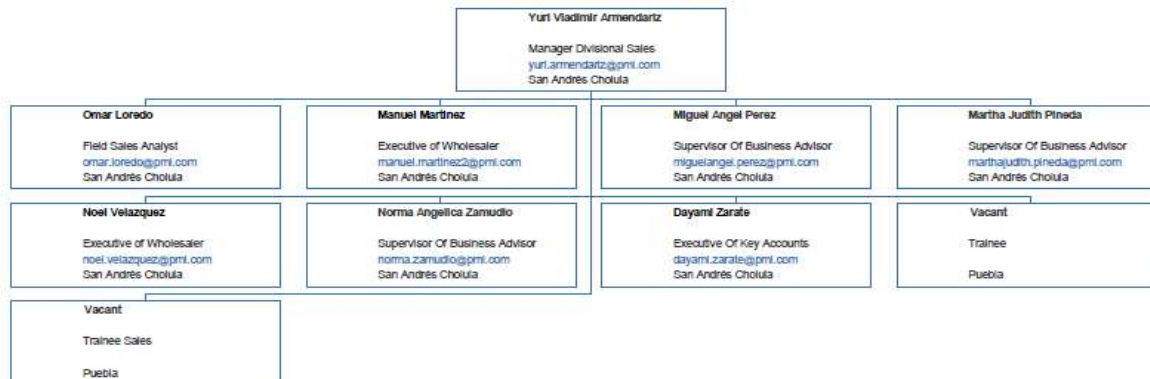 Yuri Vladimir Armendariz
Manager Divisional Sales
yuri.armendariz@pmi.com
San Andrés Cholula
Omar Loredo
Field Sales Analyst
omar.loredo@pmi.com
San Andrés Cholula
Manuel Martinez
Executive of Wholesaler
manuel.martinez2@pmi.com
San Andrés Cholula
Miguel Angel Perez
Supervisor Of Business Advisor
miguelangel.perez@pmi.com
San Andrés Cholula
Martha Judith Pineda
Supervisor Of Business Advisor
marthajudith.pineda@pmi.com
San Andrés Cholula
Noel Velazquez
Executive of Wholesaler
noel.velazquez@pmi.com
San Andrés Cholula
Norma Angelica Zamudio
Supervisor Of Business Advisor
norma.zamudio@pmi.com
San Andrés Cholula
Dayami Zarate
Executive Of Key Accounts
dayami.zarate@pmi.com
San Andrés Cholula
Vacant
Trainee
Puebla
Vacant
Trainee Sales
Puebla